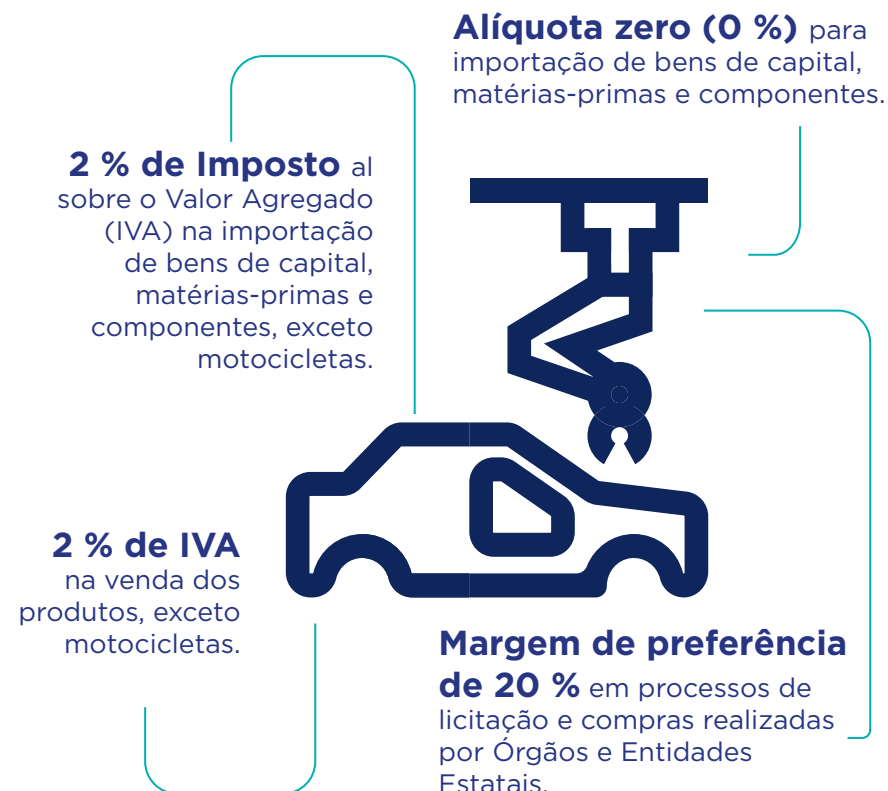 Alíquota zero (0 %) para
importação de bens de capital,
matérias-primas e componentes.
2 % de Imposto al
sobre o Valor Agregado
(IVA) na importação
de bens de capital,
matérias-primas e
componentes, exceto
motocicletas.
2 % de IVA
na venda dos
produtos, exceto
motocicletas.
Margem de preferência
de 20 % em processos de
licitação e compras realizadas
por Órgãos e Entidades
Estatais.